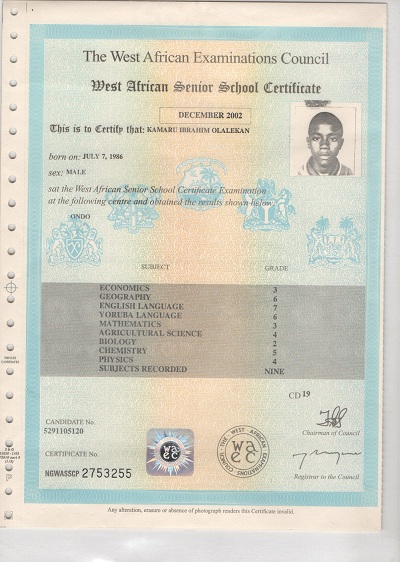 The West African Examinations Council
West African Senior School Certificate
DECEMBER 2002
This is to Certify that: KAMARU IBRAHIM OLALEKAN
born on: JULY 7, 1986
sex: MALE
sat the West African Senior School Certificate Examination
at the following centre and obtained the results shown below.
ONDO
SUBJECT GRADE
ECONOMICS 3
GEOGRAPHY 6
ENGLISH LANGUAGE 7
YORUBA LANGUAGE 6
MATHEMATICS 3
AGRICULTURAL SCIENCE 4
BIOLOGY 2
CHEMISTRY 5
PHYSICS 4
SUBJECTS RECORDED NINE
CD 19
CANDIDATE No.
5291105120
Chairman of Council
CERTIFICATE No.
NGWASSCP 2753255
waec
THE WEST AFRICAN EXAMINATIONS COUNCIL
waec
Registrar to the Council
Any alteration, erasure or absence of photograph renders this Certificate invalid.